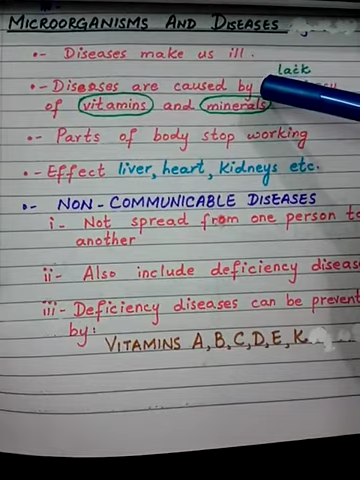 MICROORGANISMS AND DISEASES
•- Diseases make us ill.
lack
•- Diseases are caused by
of vitamins and minerals
•- Parts of body stop working
•- Effect liver, heart, kidneys etc.
•- NON-COMMUNICABLE DISEASES
i- Not spread from one person to
another
ii- Also include deficiency diseas
iii- Deficiency diseases can be prevent
by:
VITAMINS A, B, C, D, E, K